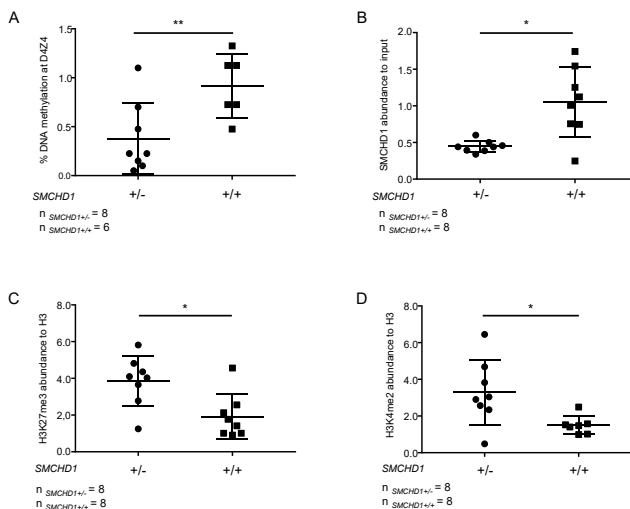 A
**
% DNA methylation at D4Z4
1.5
1.0
0.5
0.0
SMCHD1 +/- +/+
n SMCHD1+/- = 8
n SMCHD1+/+ = 6
B
*
SMCHD1 abundance to input
2.0
1.5
1.0
0.5
0.0
SMCHD1 +/- +/+
n SMCHD1+/- = 8
n SMCHD1+/+ = 8
C
*
H3K27me3 abundance to H3
8.0
6.0
4.0
2.0
0.0
SMCHD1 +/- +/+
n SMCHD1+/- = 8
n SMCHD1+/+ = 8
D
*
H3K4me2 abundance to H3
8.0
6.0
4.0
2.0
0.0
SMCHD1 +/- +/+
n SMCHD1+/- = 8
n SMCHD1+/+ = 8